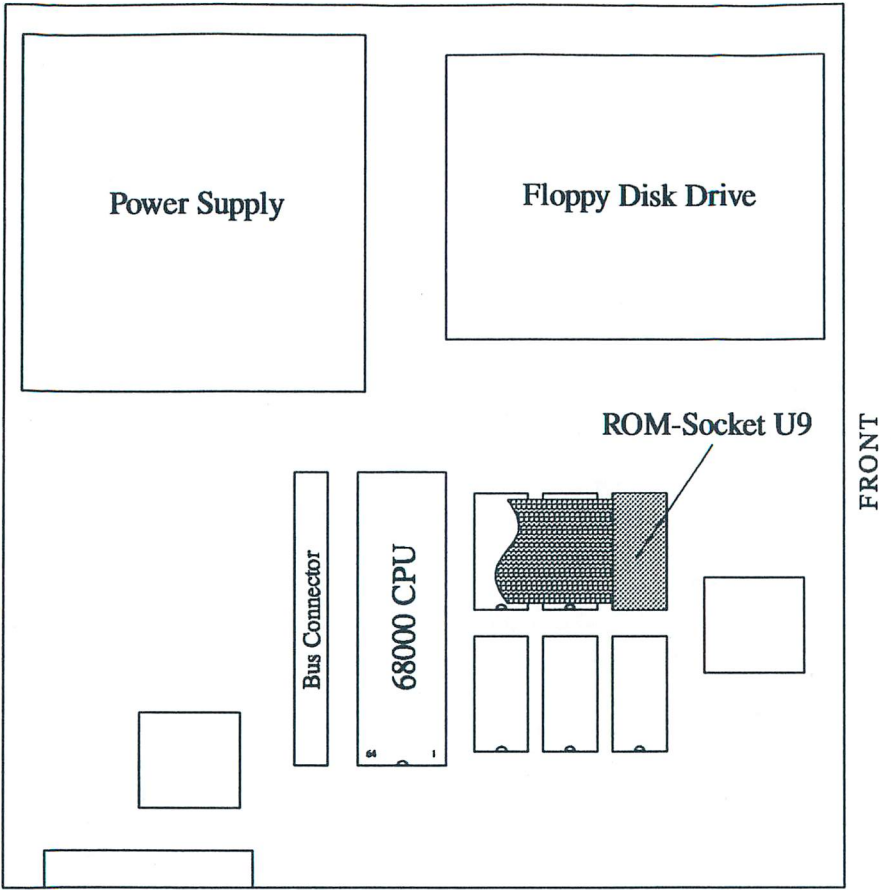 Power Supply
Floppy Disk Drive
ROM-Socket U9
FRONT
Bus Connector
68000 CPU
64
1